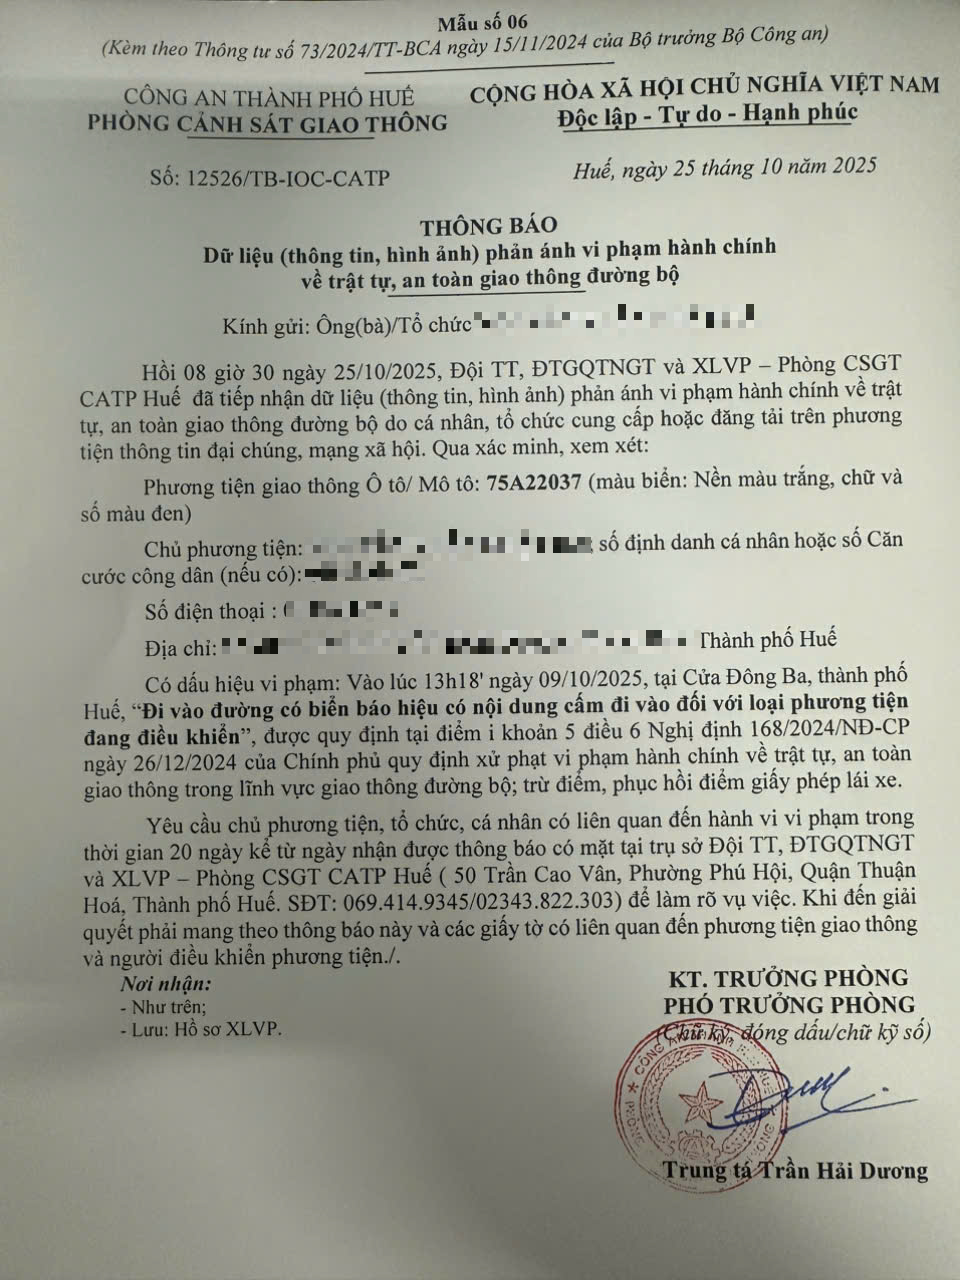 Mẫu số 06
(Kèm theo Thông tư số 73/2024/TT-BCA ngày 15/11/2024 của Bộ trưởng Bộ Công an)
CÔNG AN THÀNH PHỐ HUẾ
PHÒNG CẢNH SÁT GIAO THÔNG
CỘNG HÒA XÃ HỘI CHỦ NGHĨA VIỆT NAM
Độc lập - Tự do - Hạnh phúc
Số: 12526/TB-IOC-CATP
Huế, ngày 25 tháng 10 năm 2025
THÔNG BÁO
Dữ liệu (thông tin, hình ảnh) phản ánh vi phạm hành chính
về trật tự, an toàn giao thông đường bộ
Kính gửi: Ông(bà)/Tổ chức
Hồi 08 giờ 30 ngày 25/10/2025, Đội TT, ĐTGQTNGT và XLVP – Phòng CSGT
CATP Huế đã tiếp nhận dữ liệu (thông tin, hình ảnh) phản ánh vi phạm hành chính về trật
tự, an toàn giao thông đường bộ do cá nhân, tổ chức cung cấp hoặc đăng tải trên phương
tiện thông tin đại chúng, mạng xã hội. Qua xác minh, xem xét:
Phương tiện giao thông Ô tô/ Mô tô: 75A22037 (màu biển: Nền màu trắng, chữ và
số màu đen)
Chủ phương tiện: số định danh cá nhân hoặc số Căn
cước công dân (nếu có):
Số điện thoại :
Địa chỉ: Thành phố Huế
Có dấu hiệu vi phạm: Vào lúc 13h18' ngày 09/10/2025, tại Cửa Đông Ba, thành phố
Huế, “Đi vào đường có biển báo hiệu có nội dung cấm đi vào đối với loại phương tiện
đang điều khiển”, được quy định tại điểm i khoản 5 điều 6 Nghị định 168/2024/NĐ-CP
ngày 26/12/2024 của Chính phủ quy định xử phạt vi phạm hành chính về trật tự, an toàn
giao thông trong lĩnh vực giao thông đường bộ; trừ điểm, phục hồi điểm giấy phép lái xe.
Yêu cầu chủ phương tiện, tổ chức, cá nhân có liên quan đến hành vi vi phạm trong
thời gian 20 ngày kể từ ngày nhận được thông báo có mặt tại trụ sở Đội TT, ĐTGQTNGT
và XLVP – Phòng CSGT CATP Huế ( 50 Trần Cao Vân, Phường Phú Hội, Quận Thuận
Hoá, Thành phố Huế. SĐT: 069.414.9345/02343.822.303) để làm rõ vụ việc. Khi đến giải
quyết phải mang theo thông báo này và các giấy tờ có liên quan đến phương tiện giao thông
và người điều khiển phương tiện./.
Nơi nhận:
- Như trên;
- Lưu: Hồ sơ XLVP.
KT. TRƯỞNG PHÒNG
PHÓ TRƯỞNG PHÒNG
(Chữ ký, đóng dấu/chữ ký số)
Trung tá Trần Hải Dương